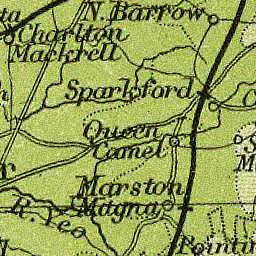 N. Barrow
Charlton
Mackrell
Sparkford
Queen
Camel
Marston
Magna
R. Yeo